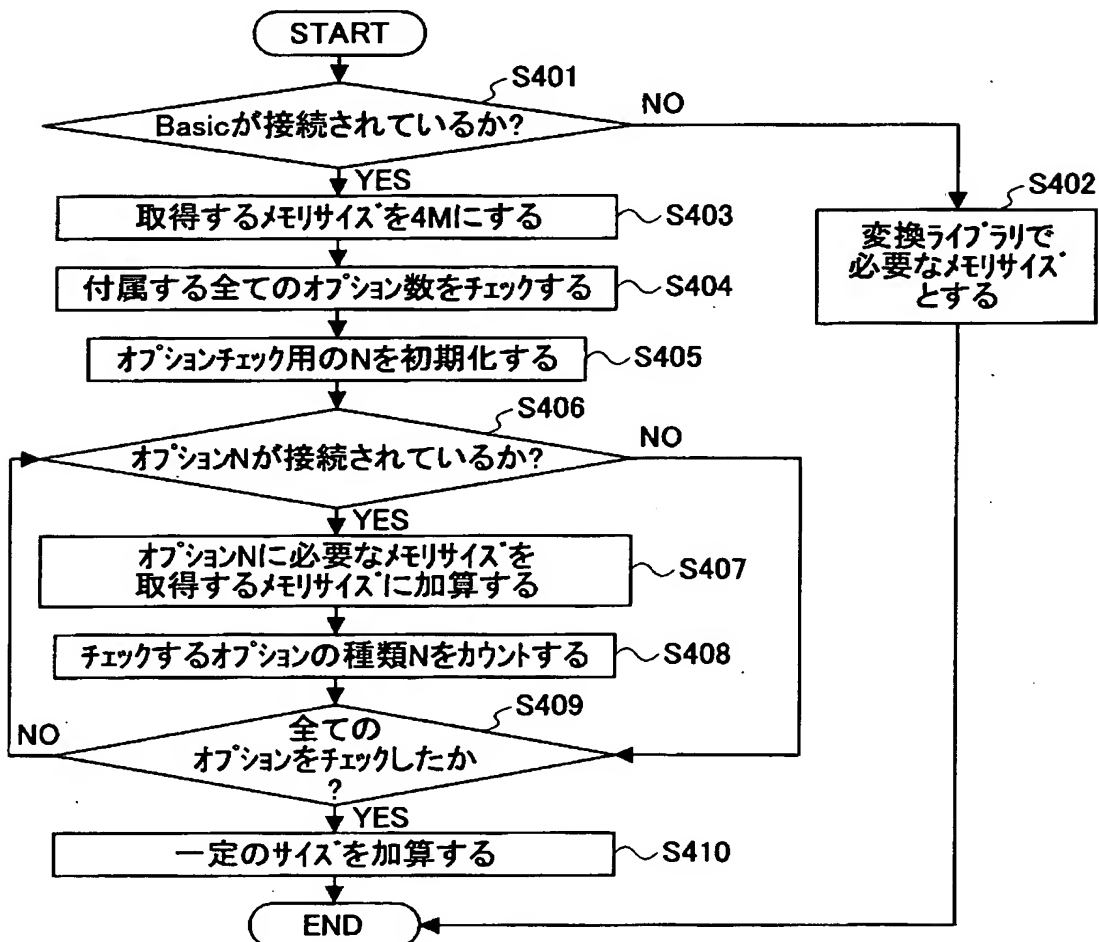 START
S401
NO
Basicが接続されているか?
YES
S402
取得するメモリサイズを4Mにする
S403
変換ライブラリで
必要なメモリサイズ
とする
付属する全てのオプション数をチェックする
S404
オプションチェック用のNを初期化する
S405
S406
NO
オプションNが接続されているか?
YES
オプションNに必要なメモリサイズを
取得するメモリサイズに加算する
S407
チェックするオプションの種類Nをカウントする
S408
S409
NO
全ての
オプションをチェックしたか
?
YES
一定のサイズを加算する
S410
END